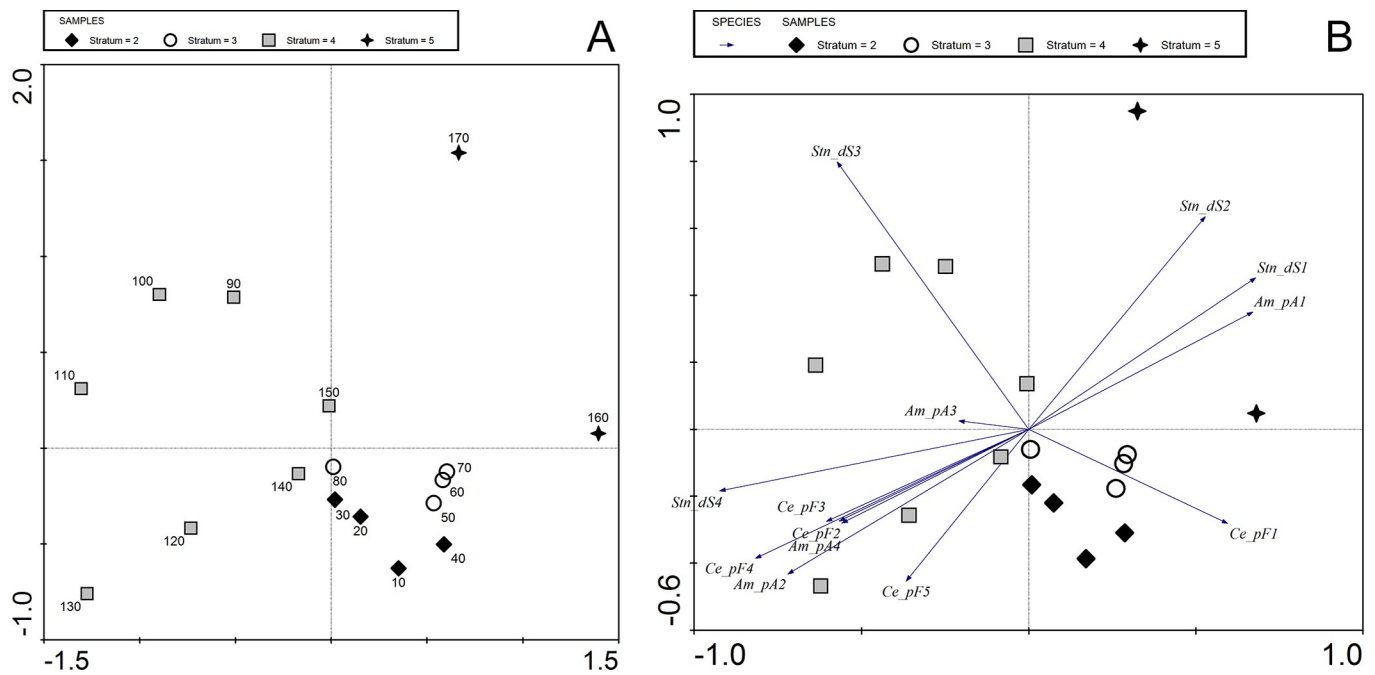 SAMPLES
Stratum = 2 Stratum = 3 Stratum = 4 Stratum = 5
A
2.0
170
100
90
110
150
160
80
70
140
60
30
50
20
120
40
10
130
-1.0
-1.5 1.5
SPECIES SAMPLES
Stratum = 2 Stratum = 3 Stratum = 4 Stratum = 5
B
1.0
Stn_dS3
Stn_dS2
Stn_dS1
Am_pA1
Am_pA3
Stn_dS4
Ce_pF3
Ce_pF2
Ce_pF1
Am_pA4
Ce_pF4
Am_pA2
Ce_pF5
-0.6
-1.0 1.0